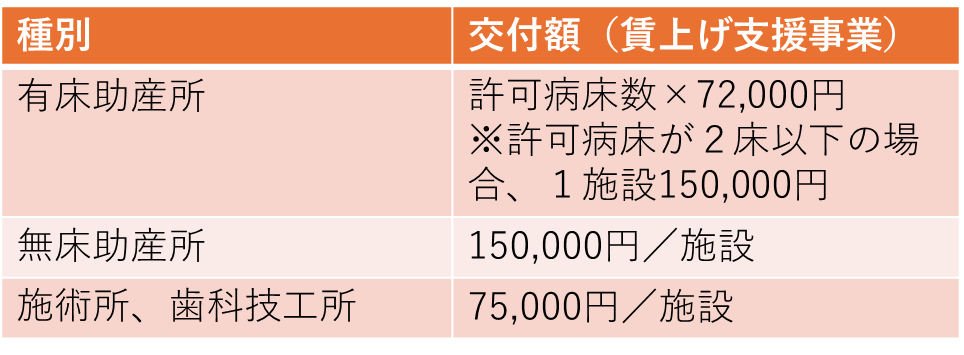 種別
交付額（賃上げ支援事業）
有床助産所
許可病床数×72,000円
※許可病床が２床以下の場
合、１施設150,000円
無床助産所
150,000円／施設
施術所、歯科技工所
75,000円／施設